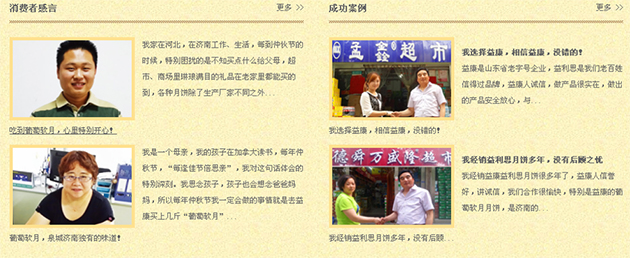 消费者感言
更多 >>
我家在河北，在济南工作、生活，每到仲秋节的
时候，特别困扰的是不知买点什么给父母，超
市、商场里琳琅满目的礼品在老家里都能买的
到，各种月饼除了生产厂家不同之外...
吃到葡萄软月，心里特别开心！
我是一个母亲，我的孩子在加拿大读书，每年仲
秋节，“每逢佳节倍思亲”，我对这句话体会的
特别深刻。我思念孩子，孩子也会想念爸爸妈
妈，所以每年仲秋节我一定会做的事情就是去益
康买上几斤“葡萄软月”...
葡萄软月，泉城济南独有的味道！
成功案例
更多 >>
孟鑫超市
我选择益康，相信益康，没错的！
益康是山东省老字号企业，益利思是我们老百姓
信得过品牌，益康人诚信，做产品很实在，做出
的产品安全放心，与...
我选择益康，相信益康，没错的！
德舜万盛隆超市
我经销益利思月饼多年，没有后顾之忧
我经销益康益利思月饼很多年了，益康人信誉
好，讲诚信，我们合作很愉快，特别是益康的葡
萄软月月饼，是济南的...
我经销益利思月饼多年，没有后顾...